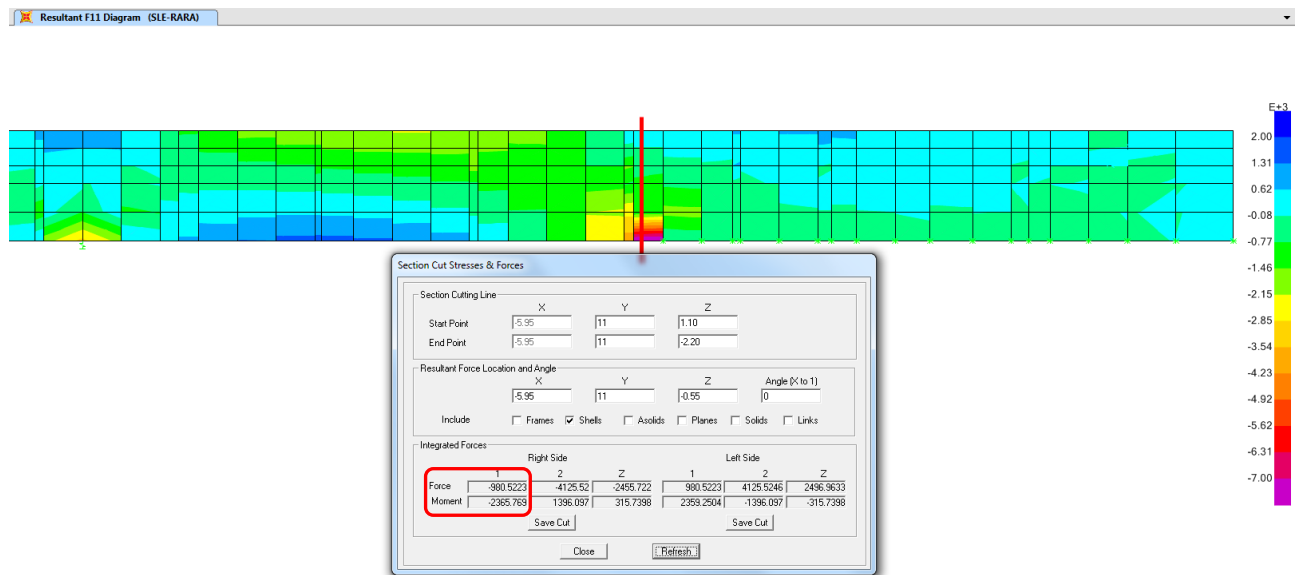 Resultant F11 Diagram (SLE-RARA)
E+3
2.00
1.31
0.62
-0.08
-0.77
-1.46
-2.15
-2.85
-3.54
-4.23
-4.92
-5.62
-6.31
-7.00
Section Cut Stresses & Forces
Section Cutting Line
X Y Z
Start Point -5.95 11 1.10
End Point -5.95 11 -2.20
Resultant Force Location and Angle
X Y Z Angle (X to 1)
-5.95 11 -0.55 0
Include Frames Shells Asolids Planes Solids Links
Integrated Forces
Right Side Left Side
1 2 Z 1 2 Z
Force -980.5223 -4125.52 -2455.722 980.5223 4125.5246 2496.9633
Moment -2365.769 1396.097 315.7398 2359.2504 -1396.097 -315.7398
Save Cut Save Cut
Close Refresh